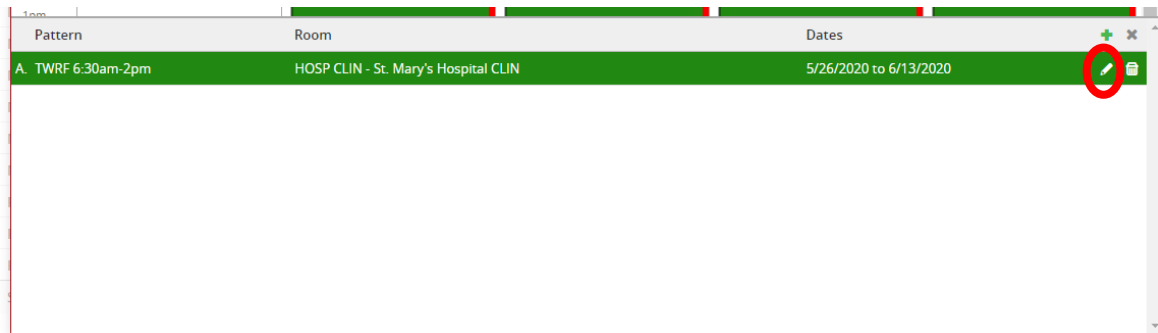 1pm
Pattern Room Dates
A. TWRF 6:30am-2pm HOSP CLIN - St. Mary's Hospital CLIN 5/26/2020 to 6/13/2020